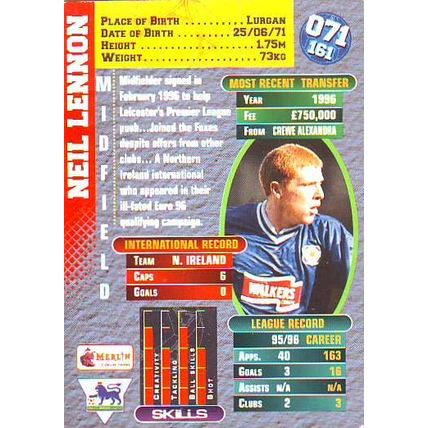 NEIL LENNON
MIDFIELD
PLACE OF BIRTH LURGAN
DATE OF BIRTH 25/06/71
HEIGHT 1.75M
WEIGHT 73KG
071
161
Midfielder signed in
February 1996 to help
Leicester's Premier League
push...Joined the Foxes
despite offers from other
clubs... A Northern
Ireland international
who appeared in their
ill-fated Euro 96
qualifying campaign.
MOST RECENT TRANSFER
YEAR 1996
FEE £750,000
FROM CREWE ALEXANDRA
INTERNATIONAL RECORD
TEAM N. IRELAND
CAPS 6
GOALS 0
WALKERS
LEAGUE RECORD
95/96 CAREER
APPS. 40 163
GOALS 3 16
ASSISTS N/A N/A
CLUBS 2 3
CREATIVITY
TACKLING
BALL SKILLS
SHOT
SKILLS
MERLIN